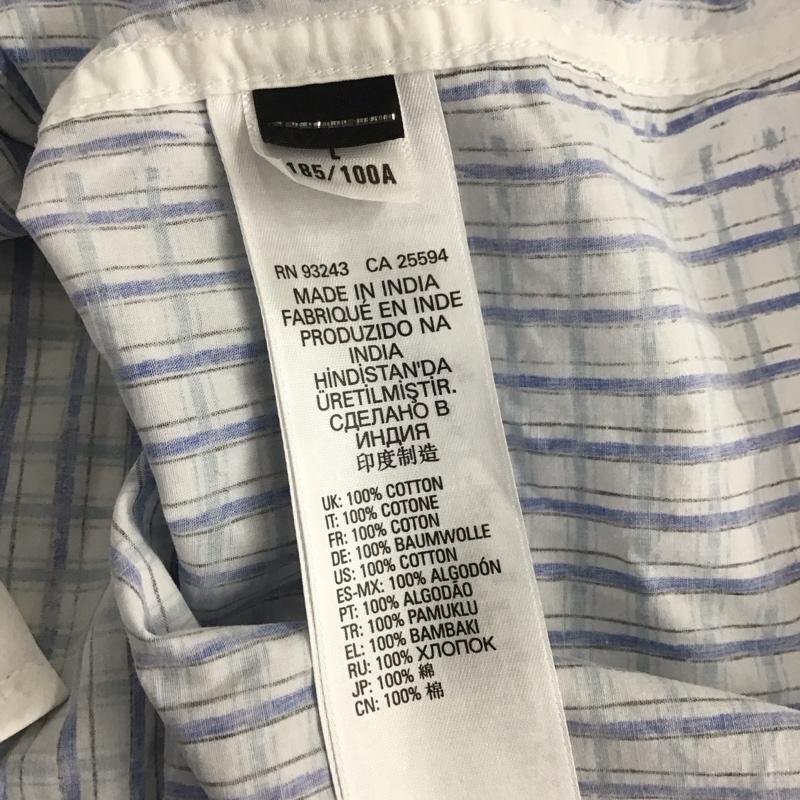 L
185/100A
RN 93243 CA 25594
MADE IN INDIA
FABRIQUÉ EN INDE
PRODUZIDO NA
INDIA
HİNDİSTAN'DA
ÜRETİLMİŞTİR.
СДЕЛАНО В
ИНДИЯ
印度制造
UK: 100% COTTON
IT: 100% COTONE
FR: 100% COTON
DE: 100% BAUMWOLLE
US: 100% COTTON
ES-MX: 100% ALGODÓN
PT: 100% ALGODÃO
TR: 100% PAMUKLU
EL: 100% BAMBAKI
RU: 100% ХЛОПОК
JP: 100% 綿
CN: 100% 棉